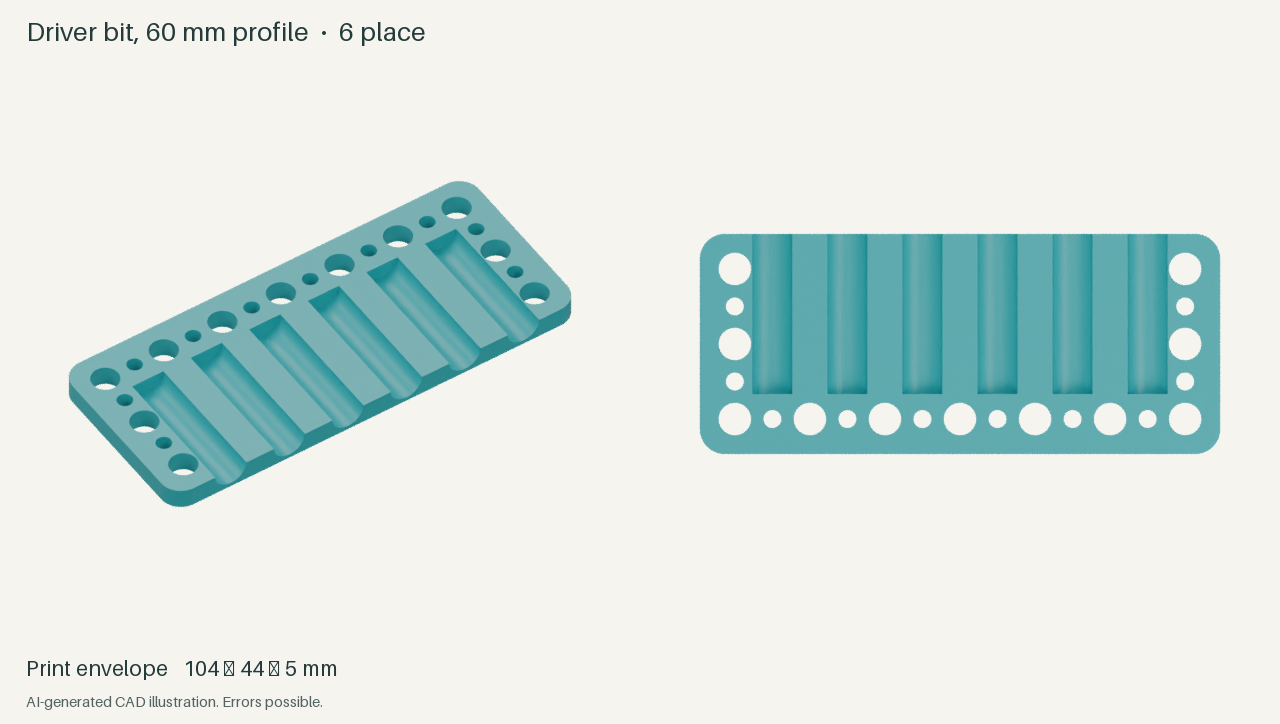 Driver bit, 60 mm profile · 6 place
Print envelope 104 􀀀 44 􀀀 5 mm
AI-generated CAD illustration. Errors possible.